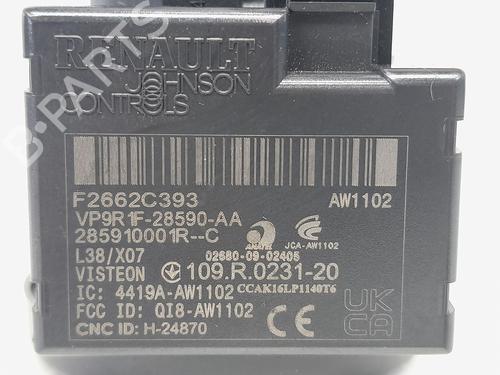 RENAULT
JOHNSON
CONTROLS
B-PARTS
F2662C393 AW1102
VP9R1F-28590-AA
285910001R--C
ANATEL JCA-AW1102
L38/X07 02680-09-02405
VISTEON 109.R.0231-20
IC: 4419A-AW1102 CCAK16LP1140T6
FCC ID: QI8-AW1102
CNC ID: H-24870
UK
CA
CE